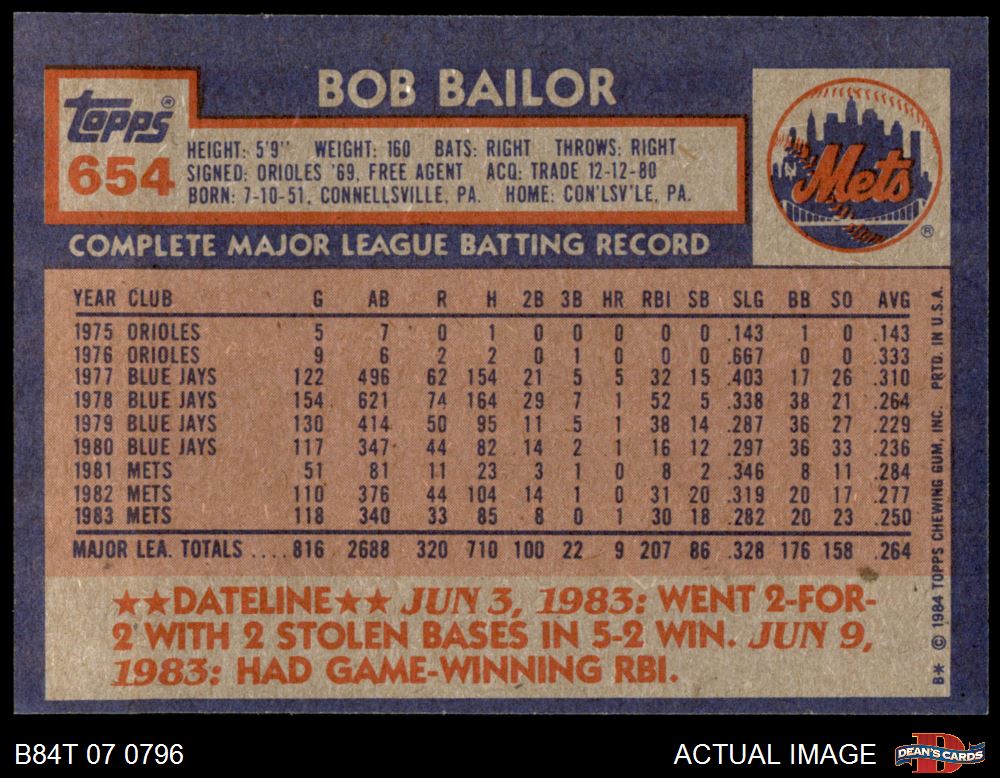 BOB BAILOR
Topps®
654
HEIGHT: 5'9" WEIGHT: 160 BATS: RIGHT THROWS: RIGHT
SIGNED: ORIOLES '69, FREE AGENT ACQ: TRADE 12-12-80
BORN: 7-10-51, CONNELLSVILLE, PA. HOME: CON'LSV'LE, PA.
NY
Mets
®
COMPLETE MAJOR LEAGUE BATTING RECORD
YEAR CLUB G AB R H 2B 3B HR RBI SB SLG BB SO AVG
1975 ORIOLES 5 7 0 1 0 0 0 0 0 .143 1 0 .143
1976 ORIOLES 9 6 2 2 0 1 0 0 0 .667 0 0 .333
1977 BLUE JAYS 122 496 62 154 21 5 5 32 15 .403 17 26 .310
1978 BLUE JAYS 154 621 74 164 29 7 1 52 5 .338 38 21 .264
1979 BLUE JAYS 130 414 50 95 11 5 1 38 14 .287 36 27 .229
1980 BLUE JAYS 117 347 44 82 14 2 1 16 12 .297 36 33 .236
1981 METS 51 81 11 23 3 1 0 8 2 .346 8 11 .284
1982 METS 110 376 44 104 14 1 0 31 20 .319 20 17 .277
1983 METS 118 340 33 85 8 0 1 30 18 .282 20 23 .250
MAJOR LEA. TOTALS ....816 2688 320 710 100 22 9 207 86 .328 176 158 .264
★★DATELINE★★ JUN 3, 1983: WENT 2-FOR-
2 WITH 2 STOLEN BASES IN 5-2 WIN. JUN 9,
1983: HAD GAME-WINNING RBI.
B* © 1984 TOPPS CHEWING GUM, INC. PRTD. IN U.S.A.
B84T 07 0796
ACTUAL IMAGE
DEAN'S CARDS